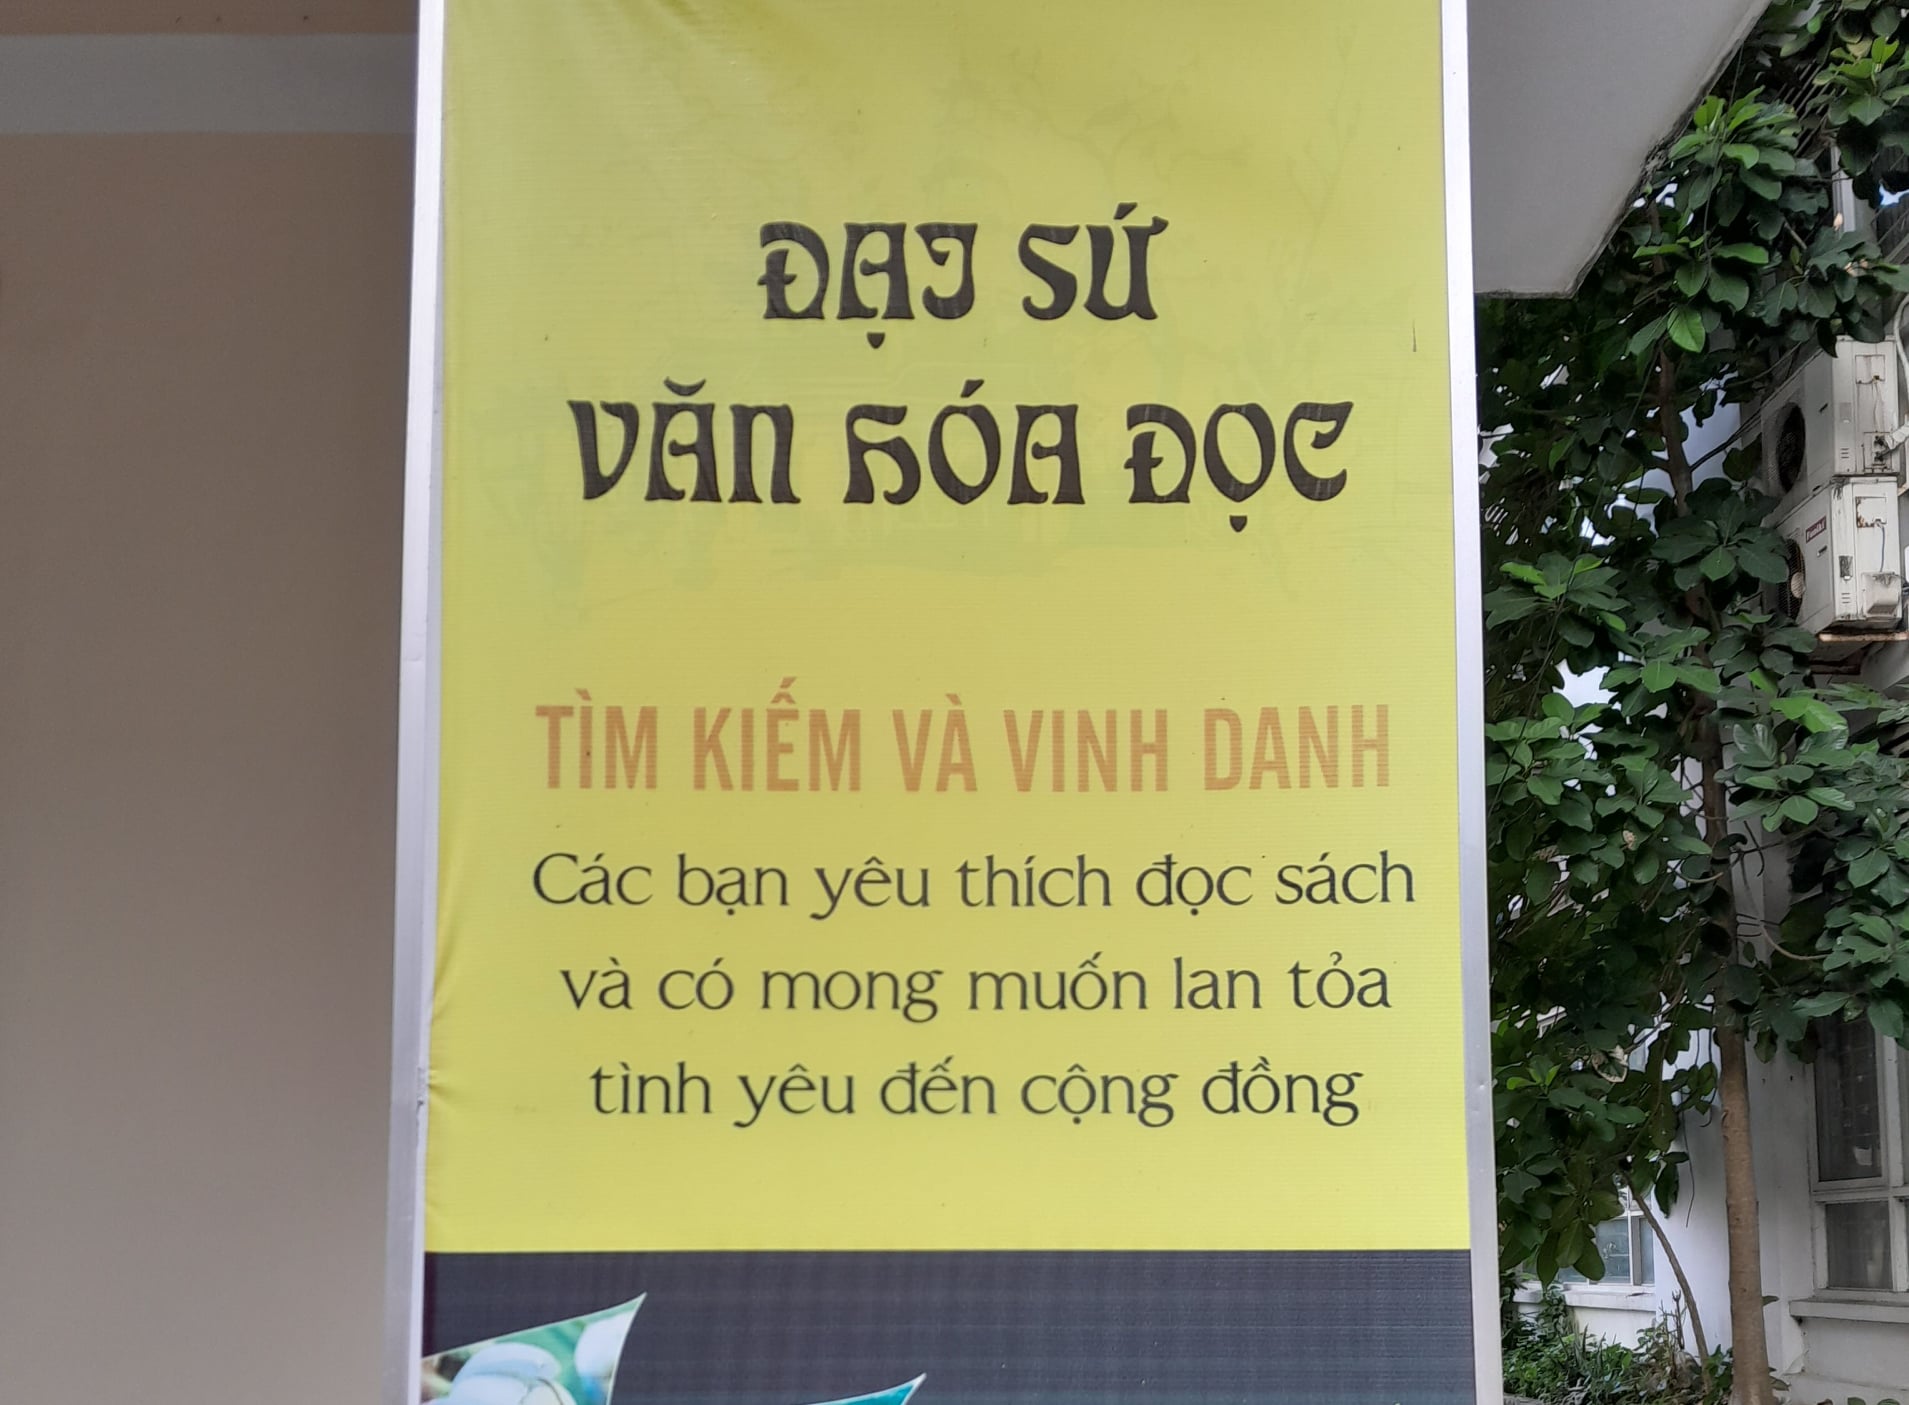 ĐẠI SỨ
VĂN HÓA ĐỌC
TÌM KIẾM VÀ VINH DANH
Các bạn yêu thích đọc sách
và có mong muốn lan tỏa
tình yêu đến cộng đồng